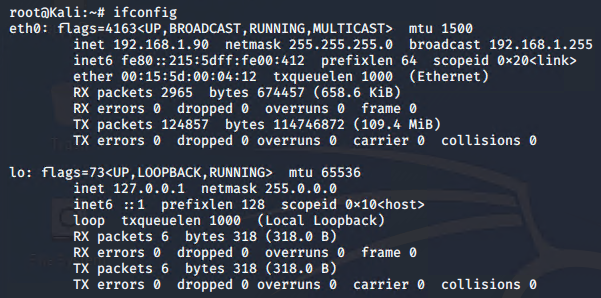 root@Kali:~# ifconfig
eth0: flags=4163<UP,BROADCAST,RUNNING,MULTICAST>  mtu 1500
        inet 192.168.1.90  netmask 255.255.255.0  broadcast 192.168.1.255
        inet6 fe80::215:5dff:fe00:412  prefixlen 64  scopeid 0×20<link>
        ether 00:15:5d:00:04:12  txqueuelen 1000  (Ethernet)
        RX packets 2965  bytes 674457 (658.6 KiB)
        RX errors 0  dropped 0  overruns 0  frame 0
        TX packets 124857  bytes 114746872 (109.4 MiB)
        TX errors 0  dropped 0 overruns 0  carrier 0  collisions 0

lo: flags=73<UP,LOOPBACK,RUNNING>  mtu 65536
        inet 127.0.0.1  netmask 255.0.0.0
        inet6 ::1  prefixlen 128  scopeid 0×10<host>
        loop  txqueuelen 1000  (Local Loopback)
        RX packets 6  bytes 318 (318.0 B)
        RX errors 0  dropped 0  overruns 0  frame 0
        TX packets 6  bytes 318 (318.0 B)
        TX errors 0  dropped 0 overruns 0  carrier 0  collisions 0